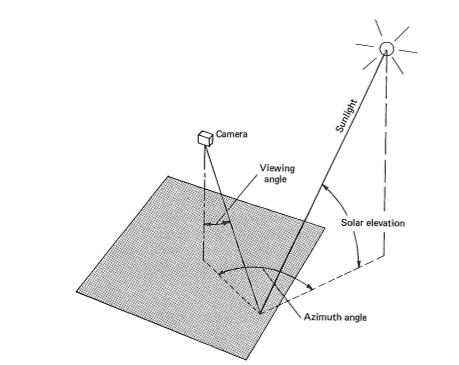 Camera
Sunlight
Viewing
angle
Solar elevation
Azimuth angle